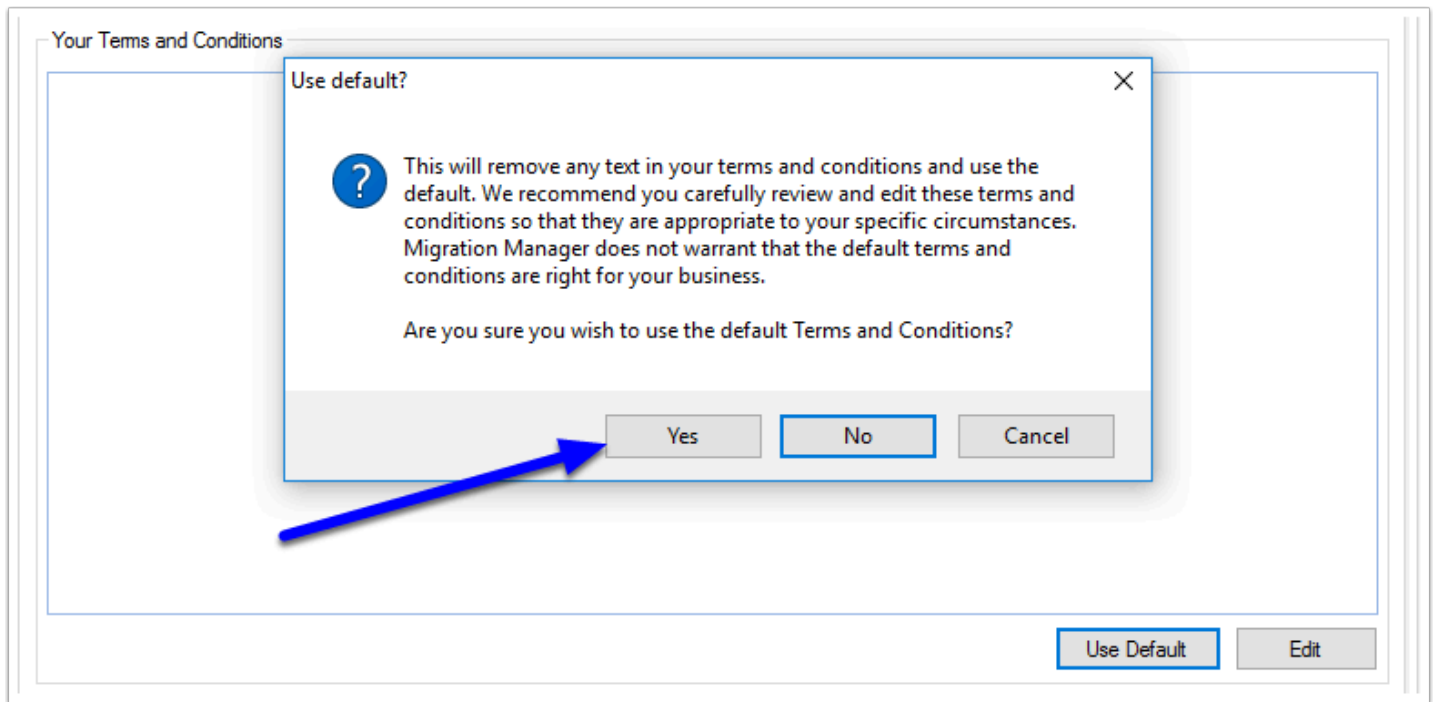 Your Terms and Conditions
Use default?
This will remove any text in your terms and conditions and use the
default. We recommend you carefully review and edit these terms and
conditions so that they are appropriate to your specific circumstances.
Migration Manager does not warrant that the default terms and
conditions are right for your business.
Are you sure you wish to use the default Terms and Conditions?
Yes No Cancel
Use Default Edit